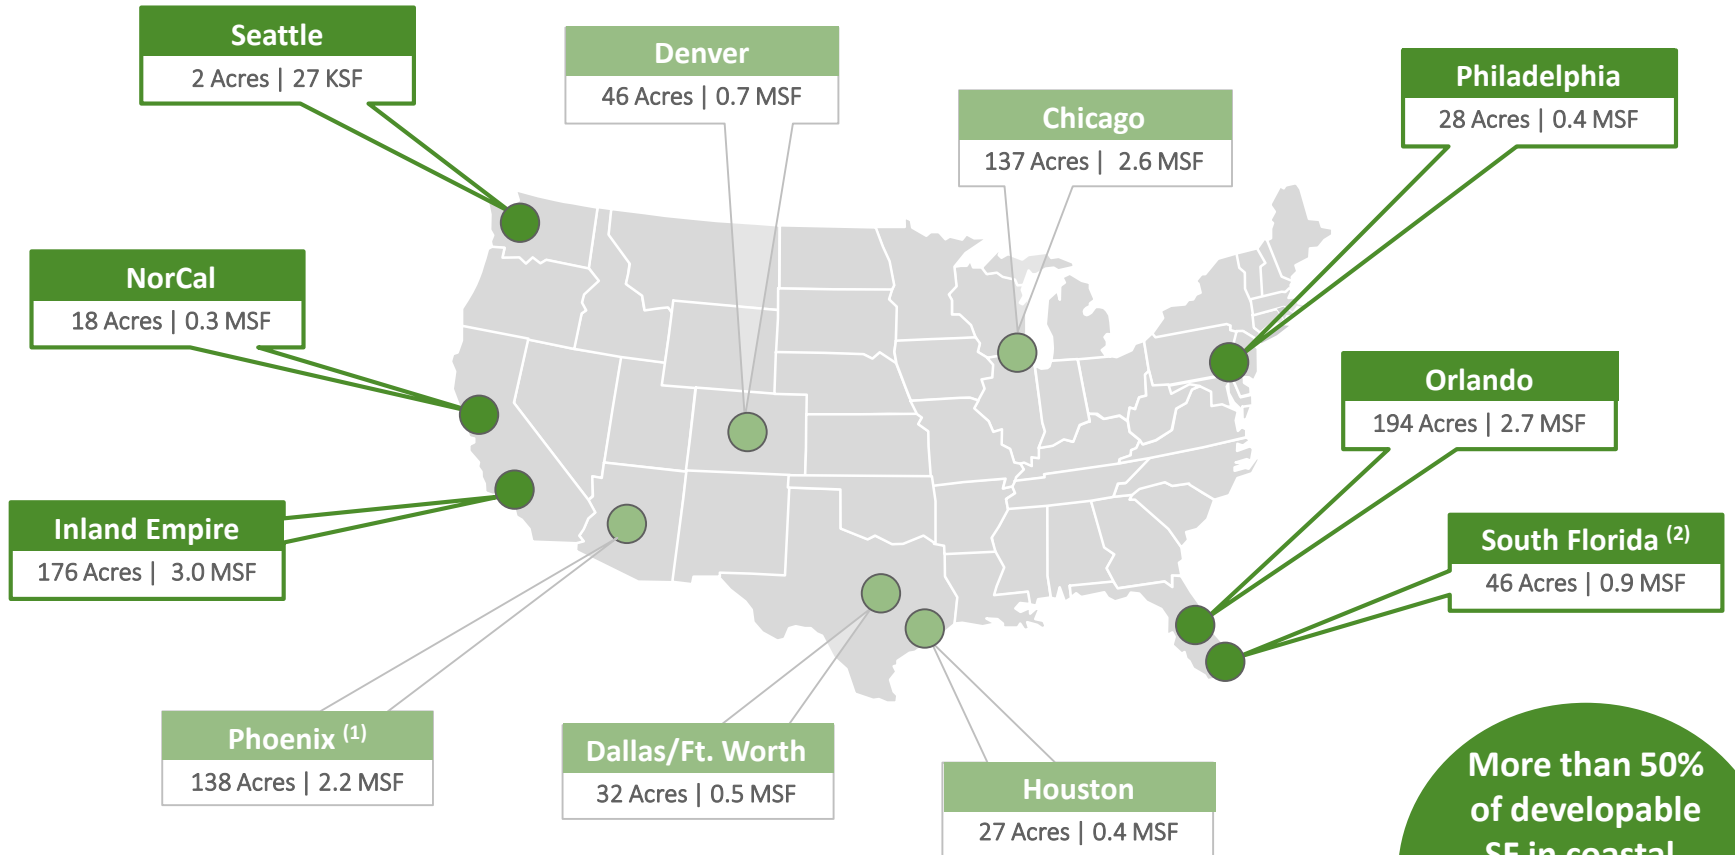 Seattle
2 Acres | 27 KSF
Denver
46 Acres | 0.7 MSF
Chicago
137 Acres | 2.6 MSF
Philadelphia
28 Acres | 0.4 MSF
NorCal
18 Acres | 0.3 MSF
Orlando
194 Acres | 2.7 MSF
Inland Empire
176 Acres | 3.0 MSF
South Florida (2)
46 Acres | 0.9 MSF
Phoenix (1)
138 Acres | 2.2 MSF
Dallas/Ft. Worth
32 Acres | 0.5 MSF
Houston
27 Acres | 0.4 MSF
More than 50%
of developable
SF in coastal